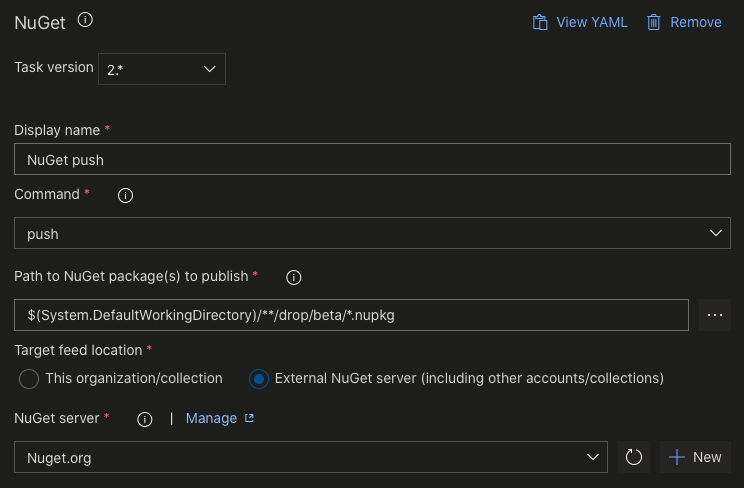 NuGet View YAML Remove
Task version 2.*
Display name *
NuGet push
Command *
push
Path to NuGet package(s) to publish *
$(System.DefaultWorkingDirectory)/**/drop/beta/*.nupkg ...
Target feed location *
This organization/collection External NuGet server (including other accounts/collections)
NuGet server * | Manage
Nuget.org New